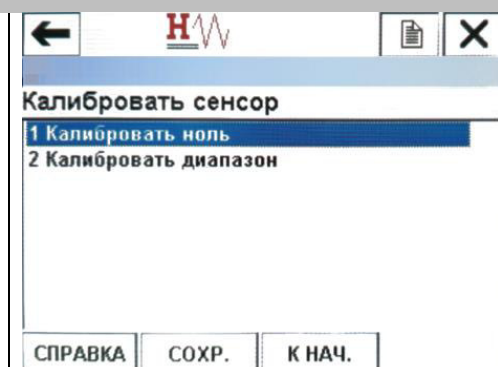 H
Калибровать сенсор
1 Калибровать ноль
2 Калибровать диапазон
СПРАВКА СОХР. К НАЧ.